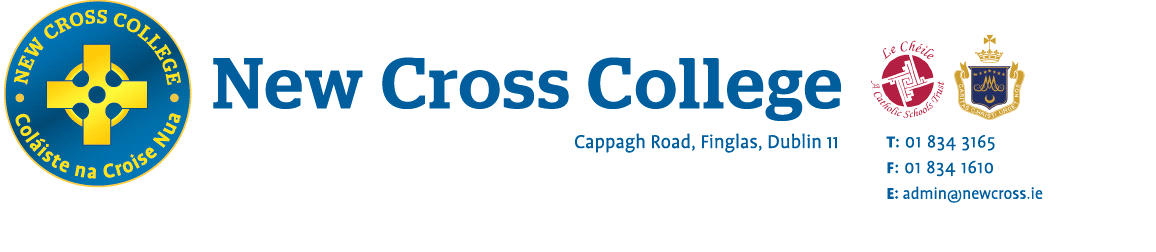 NEW CROSS COLLEGE
Coláiste na Croise Nua
New Cross College
Cappagh Road, Finglas, Dublin 11
Le Chéile
A Catholic Schools Trust
T: 01 834 3165
F: 01 834 1610
E: admin@newcross.ie